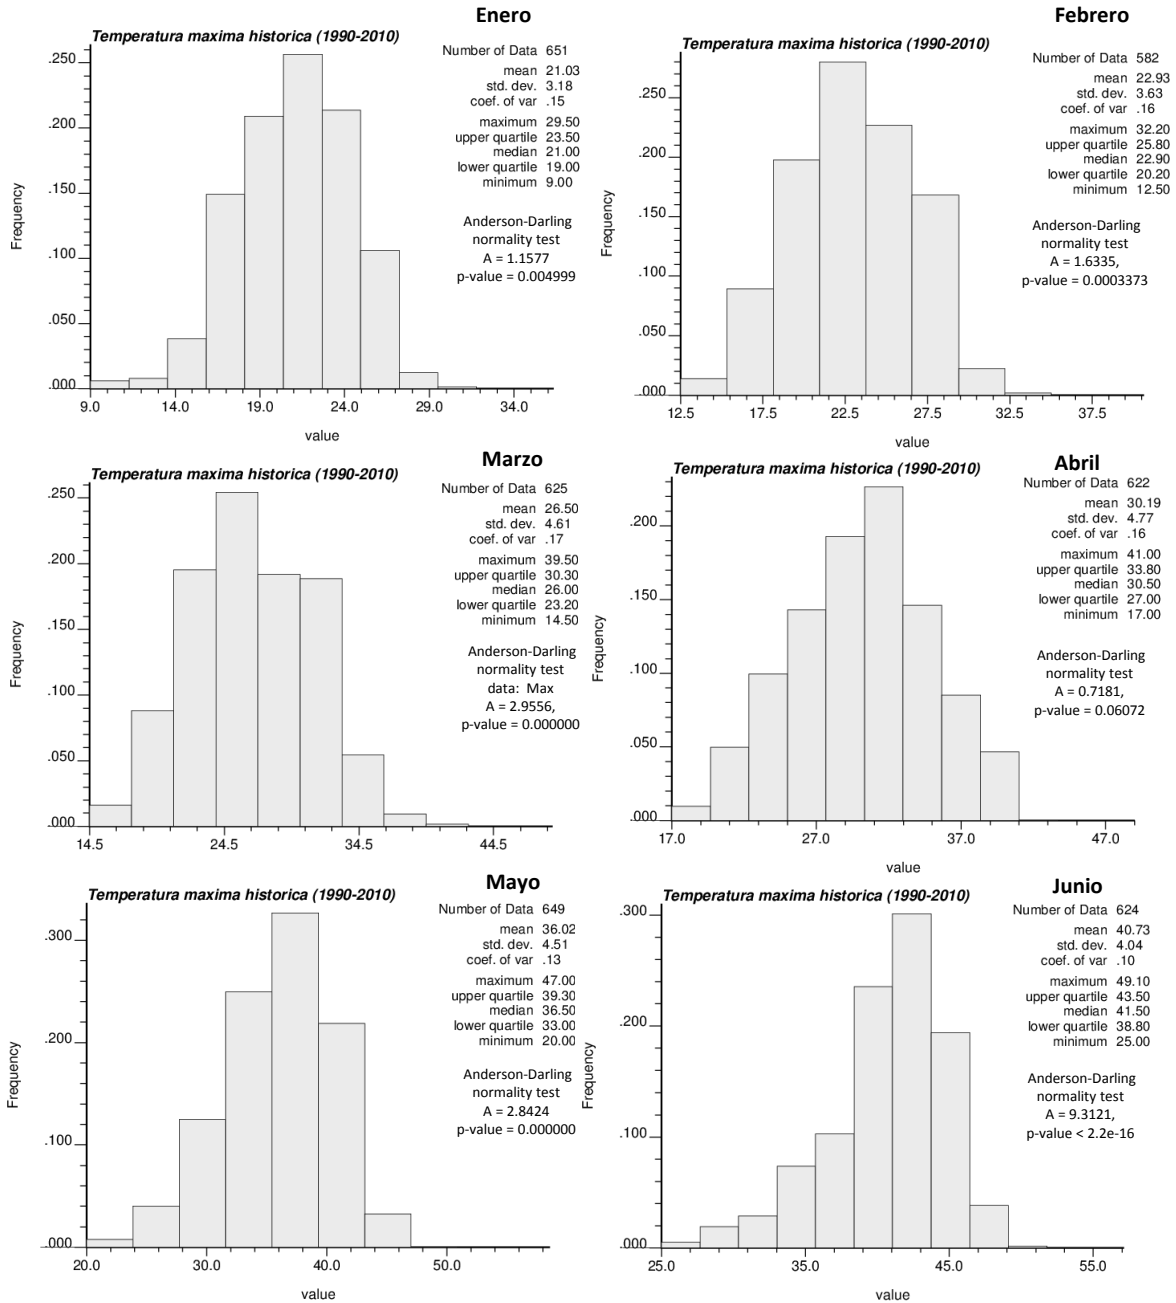 Enero
Temperatura maxima historica (1990-2010)
Number of Data 651
mean 21.03
std. dev. 3.18
coef. of var .15
maximum 29.50
upper quartile 23.50
median 21.00
lower quartile 19.00
minimum 9.00
Anderson-Darling
normality test
A = 1.1577
p-value = 0.004999
Frequency
.250
.200
.150
.100
.050
.000
9.0 14.0 19.0 24.0 29.0 34.0
value
Febrero
Temperatura maxima historica (1990-2010)
Number of Data 582
mean 22.93
std. dev. 3.63
coef. of var .16
maximum 32.20
upper quartile 25.80
median 22.90
lower quartile 20.20
minimum 12.50
Anderson-Darling
normality test
A = 1.6335,
p-value = 0.0003373
Frequency
.250
.200
.150
.100
.050
.000
12.5 17.5 22.5 27.5 32.5 37.5
value
Marzo
Temperatura maxima historica (1990-2010)
Number of Data 625
mean 26.50
std. dev. 4.61
coef. of var .17
maximum 39.50
upper quartile 30.30
median 26.00
lower quartile 23.20
minimum 14.50
Anderson-Darling
normality test
data: Max
A = 2.9556,
p-value = 0.000000
Frequency
.250
.200
.150
.100
.050
.000
14.5 24.5 34.5 44.5
value
Abril
Temperatura maxima historica (1990-2010)
Number of Data 622
mean 30.19
std. dev. 4.77
coef. of var .16
maximum 41.00
upper quartile 33.80
median 30.50
lower quartile 27.00
minimum 17.00
Anderson-Darling
normality test
A = 0.7181,
p-value = 0.06072
Frequency
.200
.150
.100
.050
.000
17.0 27.0 37.0 47.0
value
Mayo
Temperatura maxima historica (1990-2010)
Number of Data 649
mean 36.02
std. dev. 4.51
coef. of var .13
maximum 47.00
upper quartile 39.30
median 36.50
lower quartile 33.00
minimum 20.00
Anderson-Darling
normality test
A = 2.8424
p-value = 0.000000
Frequency
.300
.200
.100
.000
20.0 30.0 40.0 50.0
value
Junio
Temperatura maxima historica (1990-2010)
Number of Data 624
mean 40.73
std. dev. 4.04
coef. of var .10
maximum 49.10
upper quartile 43.50
median 41.50
lower quartile 38.80
minimum 25.00
Anderson-Darling
normality test
A = 9.3121,
p-value < 2.2e-16
Frequency
.300
.200
.100
.000
25.0 35.0 45.0 55.0
value